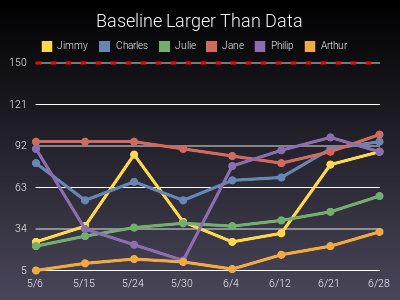 Baseline Larger Than Data
Jimmy Charles Julie Jane Philip Arthur
150
121
92
63
34
5
5/6 5/15 5/24 5/30 6/4 6/12 6/21 6/28